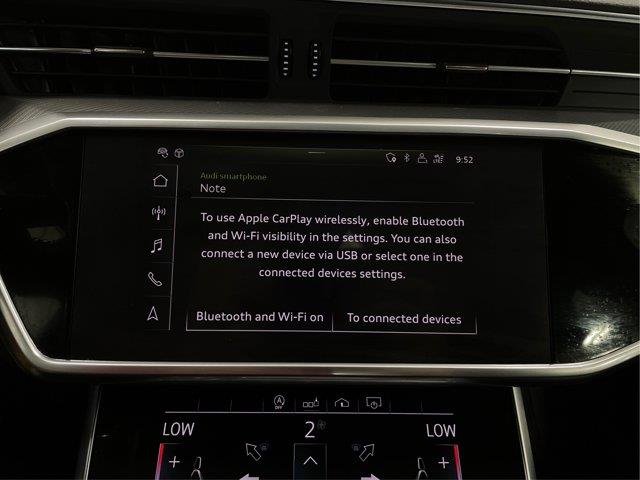 9:52
Audi smartphone
Note
To use Apple CarPlay wirelessly, enable Bluetooth
and Wi-Fi visibility in the settings. You can also
connect a new device via USB or select one in the
connected devices settings.
Bluetooth and Wi-Fi on
To connected devices
OFF
LOW
2
LOW